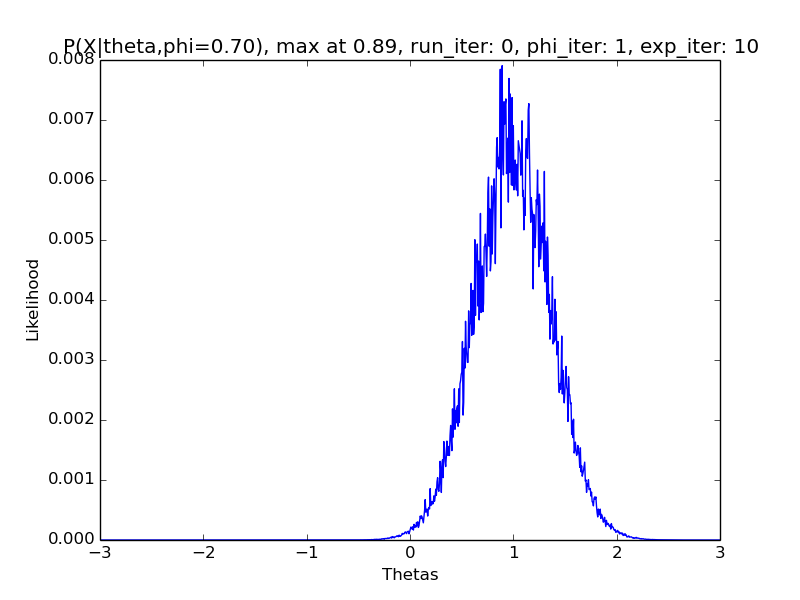 P(X|theta,phi=0.70), max at 0.89, run_iter: 0, phi_iter: 1, exp_iter: 10
0.008
0.007
0.006
0.005
0.004
0.003
0.002
0.001
0.000
Likelihood
−3 −2 −1 0 1 2 3
Thetas